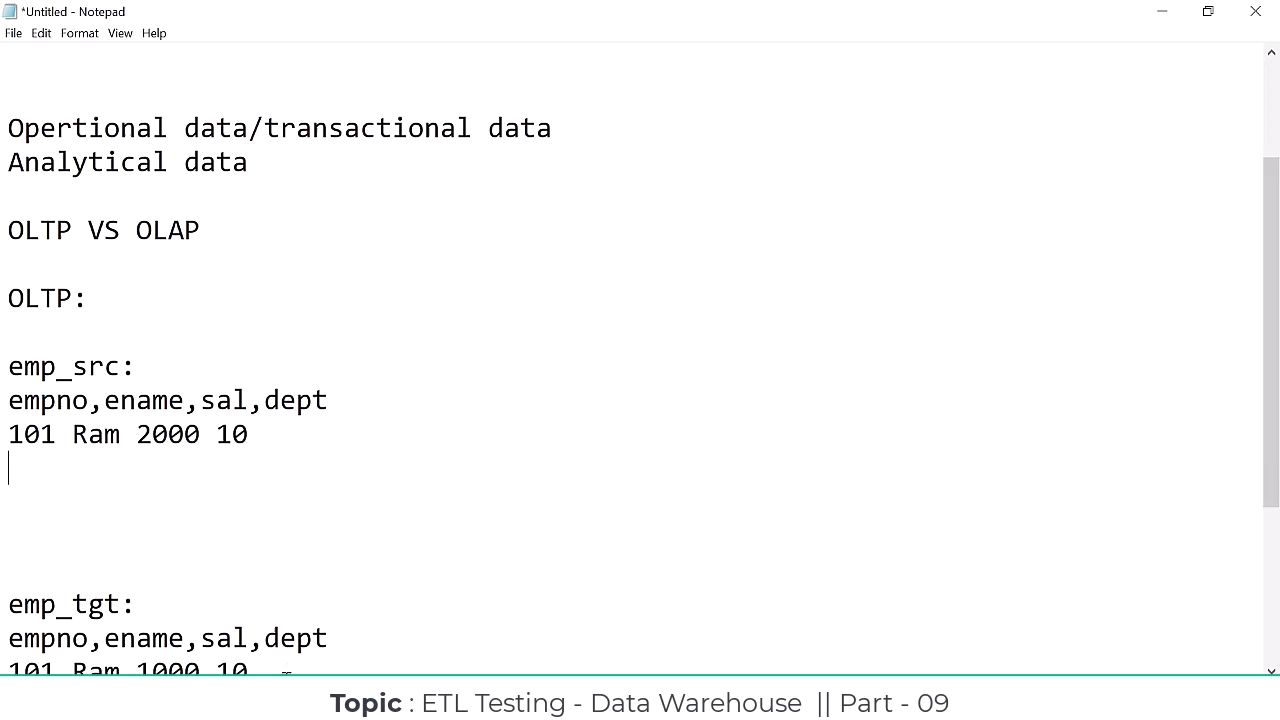 *Untitled - Notepad
File Edit Format View Help
Opertional data/transactional data
Analytical data
OLTP VS OLAP
OLTP:
emp_src:
empno,ename,sal,dept
101 Ram 2000 10
emp_tgt:
empno,ename,sal,dept
101 Ram 1000 10
Topic : ETL Testing - Data Warehouse || Part - 09